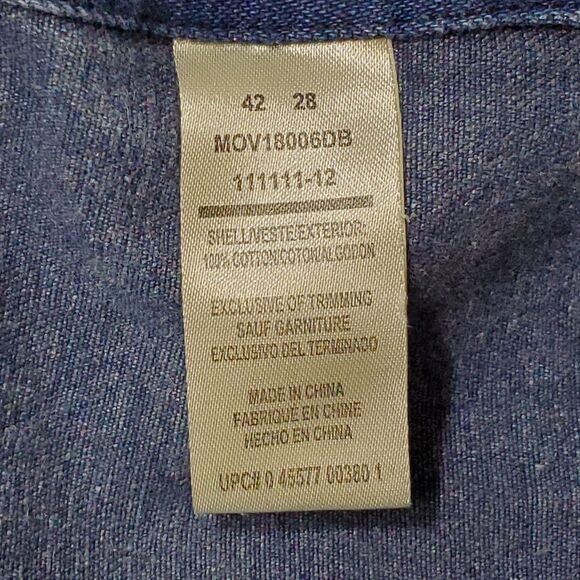 42 28
MOV18006DB
111111-12
SHELL/VESTE/EXTERIOR:
100% COTTON/COTON/ALGODON
EXCLUSIVE OF TRIMMING
SAUF GARNITURE
EXCLUSIVO DEL TERMINADO
MADE IN CHINA
FABRIQUE EN CHINE
HECHO EN CHINA
UPC# 0 45577 00380 1